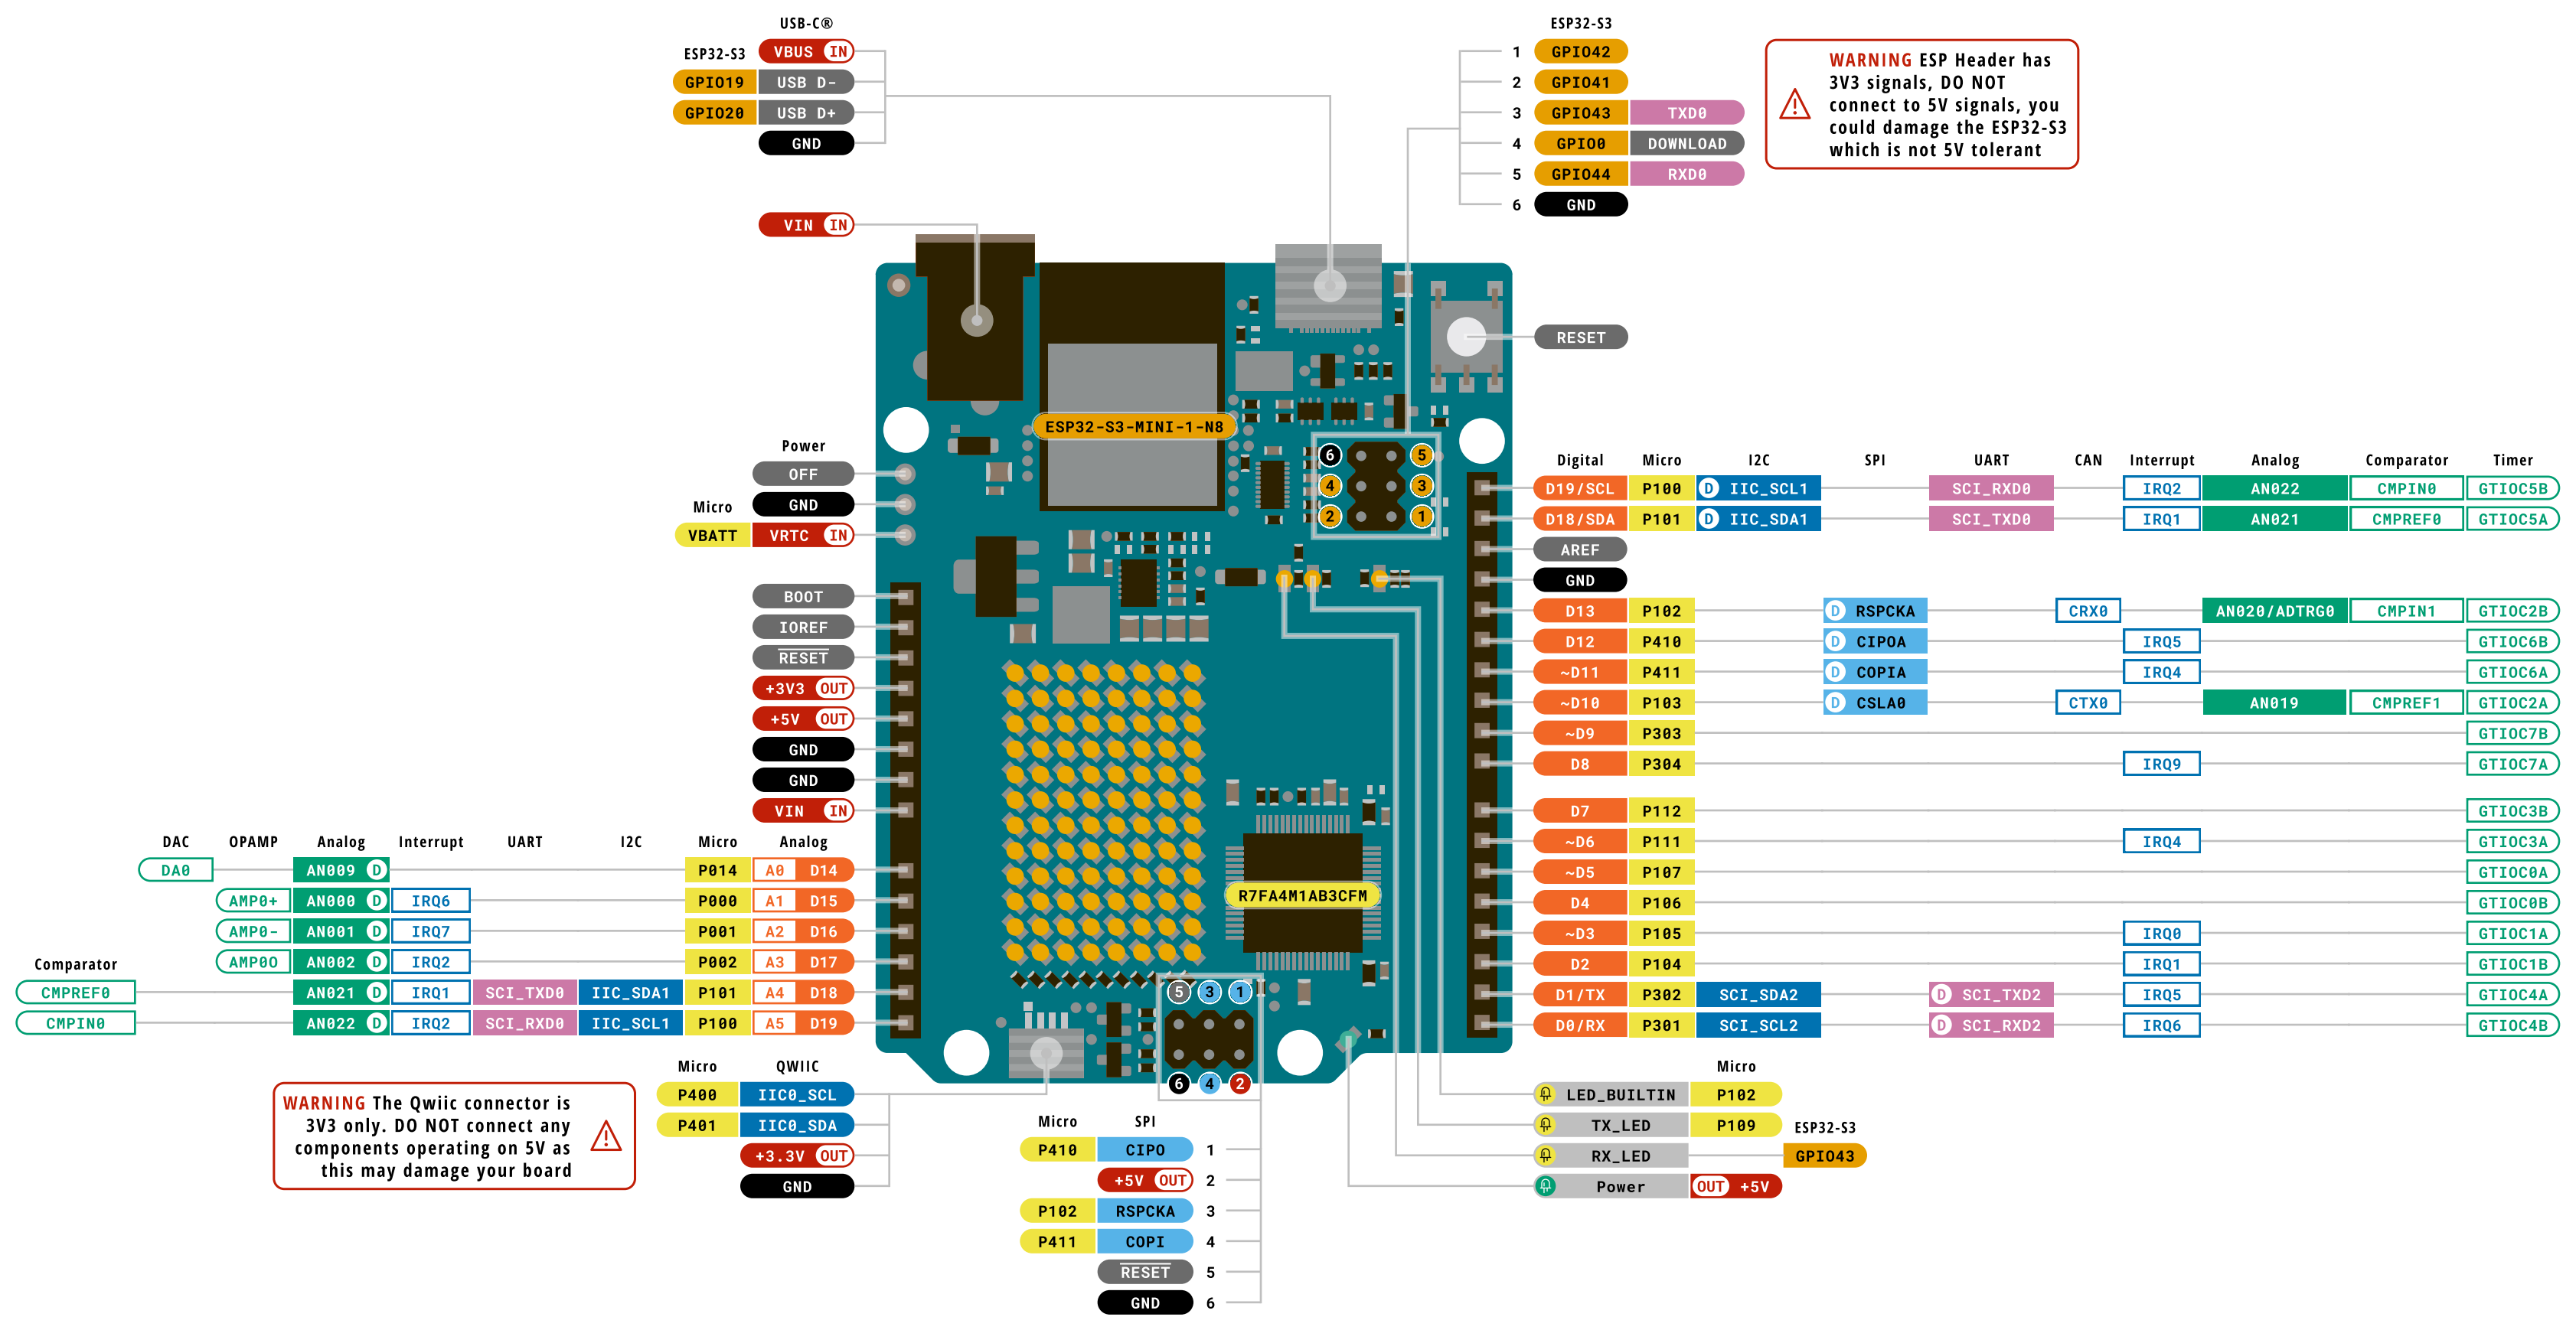 USB-C®
ESP32-S3 VBUS IN
GPIO19 USB D-
GPIO20 USB D+
GND
VIN IN
ESP32-S3
1 GPIO42
2 GPIO41
3 GPIO43 TXD0
4 GPIO0 DOWNLOAD
5 GPIO44 RXD0
6 GND
WARNING ESP Header has
3V3 signals, DO NOT
connect to 5V signals, you
could damage the ESP32-S3
which is not 5V tolerant
RESET
ESP32-S3-MINI-1-N8
6 5
4 3
2 1
Power
OFF
Micro GND
VBATT VRTC IN
BOOT
IOREF
RESET
+3V3 OUT
+5V OUT
GND
GND
VIN IN
DAC OPAMP Analog Interrupt UART I2C Micro Analog
DA0 AN009 D P014 A0 D14
AMP0+ AN000 D IRQ6 P000 A1 D15
AMP0- AN001 D IRQ7 P001 A2 D16
AMP0O AN002 D IRQ2 P002 A3 D17
Comparator
CMPREF0 AN021 D IRQ1 SCI_TXD0 IIC_SDA1 P101 A4 D18
CMPIN0 AN022 D IRQ2 SCI_RXD0 IIC_SCL1 P100 A5 D19
Digital Micro I2C SPI UART CAN Interrupt Analog Comparator Timer
D19/SCL P100 D IIC_SCL1 SCI_RXD0 IRQ2 AN022 CMPIN0 GTIOC5B
D18/SDA P101 D IIC_SDA1 SCI_TXD0 IRQ1 AN021 CMPREF0 GTIOC5A
AREF
GND
D13 P102 D RSPCKA CRX0 AN020/ADTRG0 CMPIN1 GTIOC2B
D12 P410 D CIPOA IRQ5 GTIOC6B
~D11 P411 D COPIA IRQ4 GTIOC6A
~D10 P103 D CSLA0 CTX0 AN019 CMPREF1 GTIOC2A
~D9 P303 GTIOC7B
D8 P304 IRQ9 GTIOC7A
D7 P112 GTIOC3B
~D6 P111 IRQ4 GTIOC3A
~D5 P107 GTIOC0A
D4 P106 GTIOC0B
~D3 P105 IRQ0 GTIOC1A
D2 P104 IRQ1 GTIOC1B
D1/TX P302 SCI_SDA2 D SCI_TXD2 IRQ5 GTIOC4A
D0/RX P301 SCI_SCL2 D SCI_RXD2 IRQ6 GTIOC4B
R7FA4M1AB3CFM
5 3 1
6 4 2
Micro QWIIC
P400 IIC0_SCL
P401 IIC0_SDA
+3.3V OUT
GND
WARNING The Qwiic connector is
3V3 only. DO NOT connect any
components operating on 5V as
this may damage your board
Micro SPI
P410 CIPO 1
+5V OUT 2
P102 RSPCKA 3
P411 COPI 4
RESET 5
GND 6
Micro
LED_BUILTIN P102
TX_LED P109 ESP32-S3
RX_LED GPIO43
Power OUT +5V